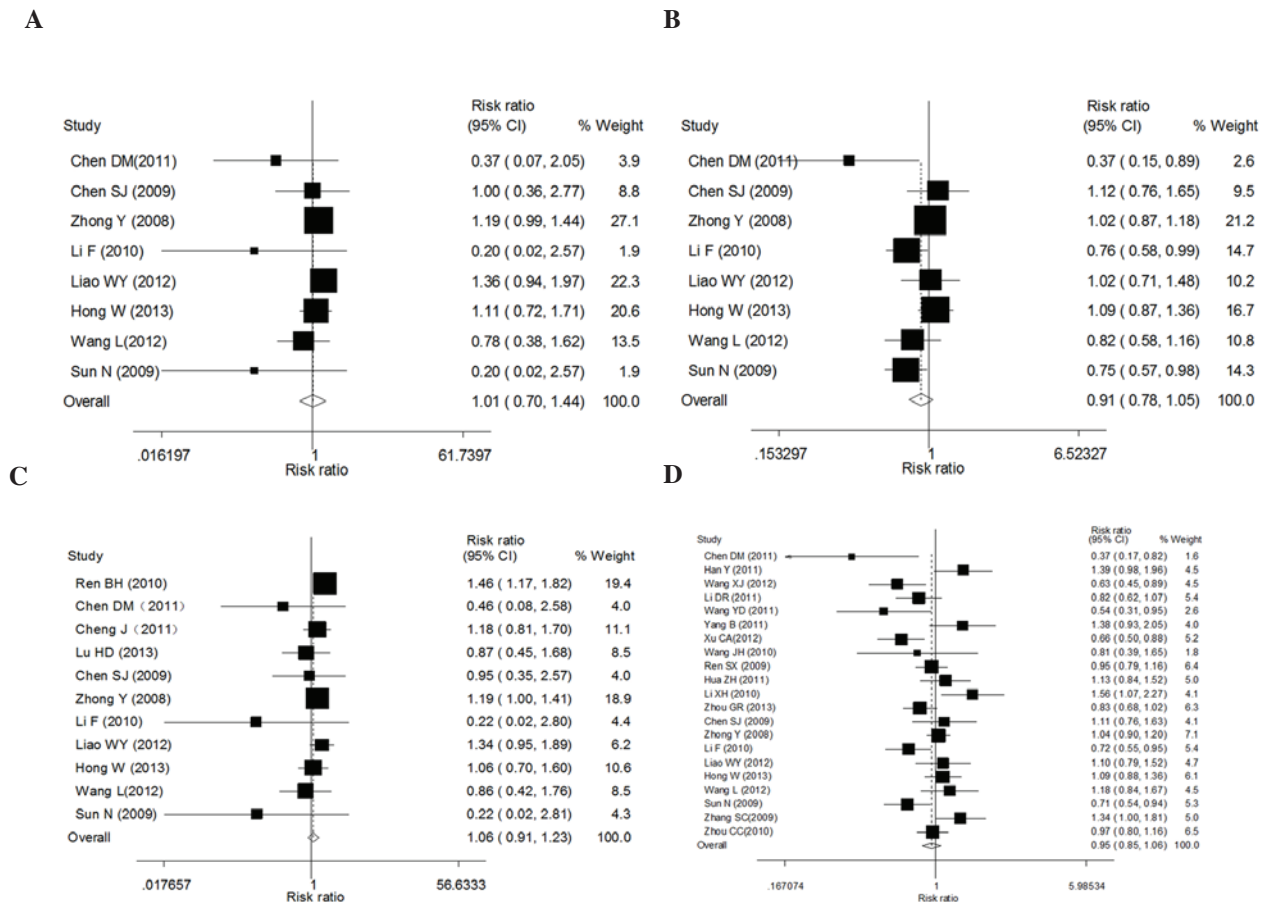 A
Risk ratio
Study (95% CI) % Weight
Chen DM(2011) 0.37 ( 0.07, 2.05) 3.9
Chen SJ (2009) 1.00 ( 0.36, 2.77) 8.8
Zhong Y (2008) 1.19 ( 0.99, 1.44) 27.1
Li F (2010) 0.20 ( 0.02, 2.57) 1.9
Liao WY (2012) 1.36 ( 0.94, 1.97) 22.3
Hong W (2013) 1.11 ( 0.72, 1.71) 20.6
Wang L(2012) 0.78 ( 0.38, 1.62) 13.5
Sun N (2009) 0.20 ( 0.02, 2.57) 1.9
Overall 1.01 ( 0.70, 1.44) 100.0
.016197 1 61.7397
Risk ratio
B
Risk ratio
Study (95% CI) % Weight
Chen DM (2011) 0.37 ( 0.15, 0.89) 2.6
Chen SJ (2009) 1.12 ( 0.76, 1.65) 9.5
Zhong Y (2008) 1.02 ( 0.87, 1.18) 21.2
Li F (2010) 0.76 ( 0.58, 0.99) 14.7
Liao WY (2012) 1.02 ( 0.71, 1.48) 10.2
Hong W (2013) 1.09 ( 0.87, 1.36) 16.7
Wang L (2012) 0.82 ( 0.58, 1.16) 10.8
Sun N (2009) 0.75 ( 0.57, 0.98) 14.3
Overall 0.91 ( 0.78, 1.05) 100.0
.153297 1 6.52327
Risk ratio
C
Risk ratio
Study (95% CI) % Weight
Ren BH (2010) 1.46 ( 1.17, 1.82) 19.4
Chen DM（2011） 0.46 ( 0.08, 2.58) 4.0
Cheng J（2011） 1.18 ( 0.81, 1.70) 11.1
Lu HD (2013) 0.87 ( 0.45, 1.68) 8.5
Chen SJ (2009) 0.95 ( 0.35, 2.57) 4.0
Zhong Y (2008) 1.19 ( 1.00, 1.41) 18.9
Li F (2010) 0.22 ( 0.02, 2.80) 4.4
Liao WY (2012) 1.34 ( 0.95, 1.89) 6.2
Hong W (2013) 1.06 ( 0.70, 1.60) 10.6
Wang L(2012) 0.86 ( 0.42, 1.76) 8.5
Sun N (2009) 0.22 ( 0.02, 2.81) 4.3
Overall 1.06 ( 0.91, 1.23) 100.0
.017657 1 56.6333
Risk ratio
D
Risk ratio
Study (95% CI) % Weight
Chen DM (2011) 0.37 ( 0.17, 0.82) 1.6
Han Y (2011) 1.39 ( 0.98, 1.96) 4.5
Wang XJ (2012) 0.63 ( 0.45, 0.89) 4.5
Li DR (2011) 0.82 ( 0.62, 1.07) 5.4
Wang YD (2011) 0.54 ( 0.31, 0.95) 2.6
Yang B (2011) 1.38 ( 0.93, 2.05) 4.0
Xu CA(2012) 0.66 ( 0.50, 0.88) 5.2
Wang JH (2010) 0.81 ( 0.39, 1.65) 1.8
Ren SX (2009) 0.95 ( 0.79, 1.16) 6.4
Hua ZH (2011) 1.13 ( 0.84, 1.52) 5.0
Li XH (2010) 1.56 ( 1.07, 2.27) 4.1
Zhou GR (2013) 0.83 ( 0.68, 1.02) 6.3
Chen SJ (2009) 1.11 ( 0.76, 1.63) 4.1
Zhong Y (2008) 1.04 ( 0.90, 1.20) 7.1
Li F (2010) 0.72 ( 0.55, 0.95) 5.4
Liao WY (2012) 1.10 ( 0.79, 1.52) 4.7
Hong W (2013) 1.09 ( 0.88, 1.36) 6.1
Wang L (2012) 1.18 ( 0.84, 1.67) 4.5
Sun N (2009) 0.71 ( 0.54, 0.94) 5.3
Zhang SC(2009) 1.34 ( 1.00, 1.81) 5.0
Zhou CC(2010) 0.97 ( 0.80, 1.16) 6.5
Overall 0.95 ( 0.85, 1.06) 100.0
.167074 1 5.98534
Risk ratio